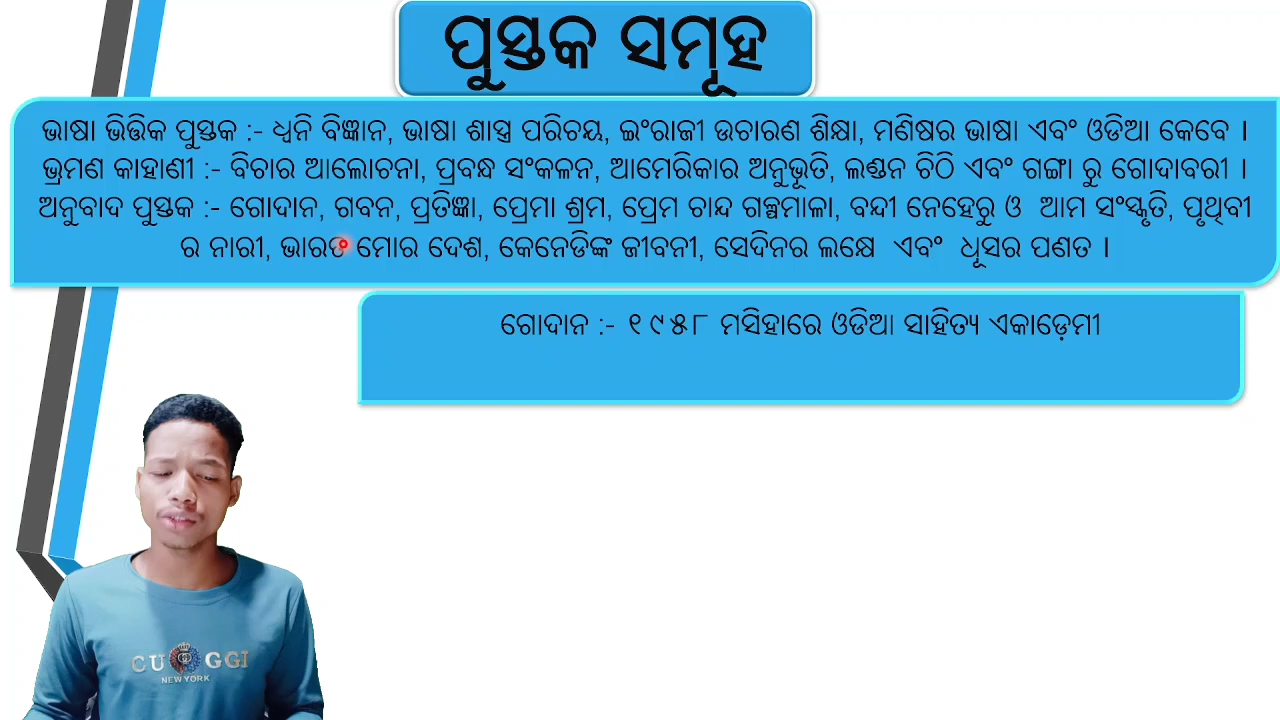 ପୁସ୍ତକ ସମୂହ
ଭାଷା ଭିତ୍ତିକ ପୁସ୍ତକ :- ଧ୍ୱନି ବିଜ୍ଞାନ, ଭାଷା ଶାସ୍ତ୍ର ପରିଚୟ, ଇଂରାଜୀ ଉଚାରଣ ଶିକ୍ଷା, ମଣିଷର ଭାଷା ଏବଂ ଓଡିଆ କେବେ ।
ଭ୍ରମଣ କାହାଣୀ :- ବିଚାର ଆଲୋଚନା, ପ୍ରବନ୍ଧ ସଂକଳନ, ଆମେରିକାର ଅନୁଭୂତି, ଲଣ୍ଡନ ଚିଠି ଏବଂ ଗଙ୍ଗା ରୁ ଗୋଦାବରୀ ।
ଅନୁବାଦ ପୁସ୍ତକ :- ଗୋଦାନ, ଗବନ, ପ୍ରତିଜ୍ଞା, ପ୍ରେମା ଶ୍ରମ, ପ୍ରେମ ଚାନ୍ଦ ଗଳ୍ପମାଳା, ବନ୍ଦୀ ନେହେରୁ ଓ ଆମ ସଂସ୍କୃତି, ପୃଥିବୀ
ର ନାରୀ, ଭାରତ ମୋର ଦେଶ, କେନେଡିଙ୍କ ଜୀବନୀ, ସେଦିନର ଲକ୍ଷେ ଏବଂ ଧୂସର ପଣତ ।
ଗୋଦାନ :- ୧୯୫୮ ମସିହାରେ ଓଡିଆ ସାହିତ୍ୟ ଏକାଡ଼େମୀ
CU GGI
NEW YORK